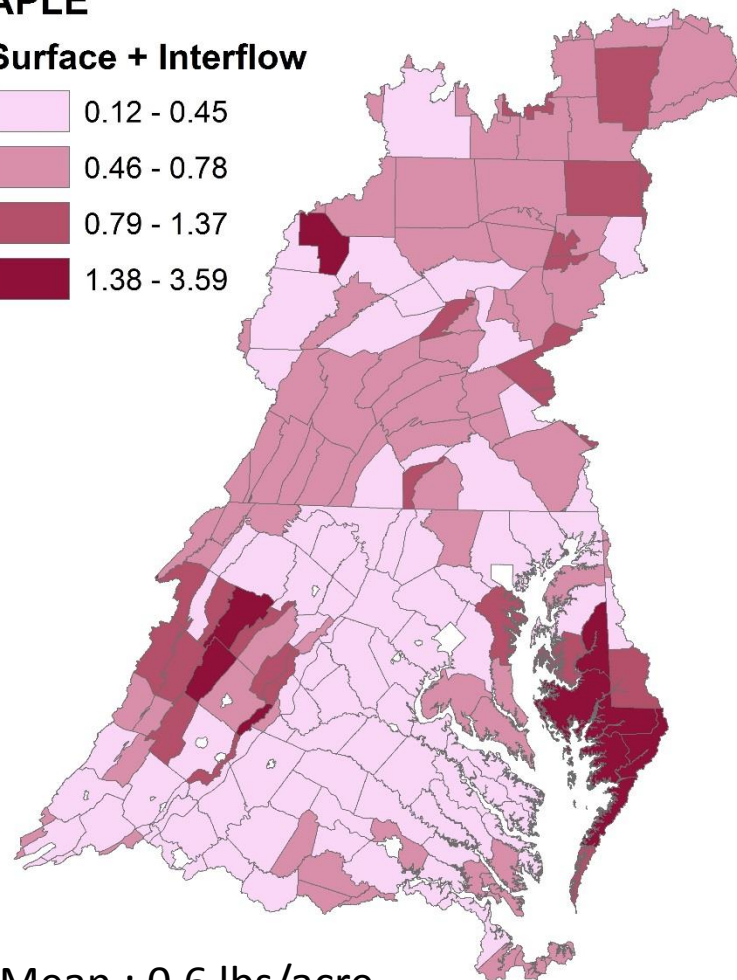 APLE
Surface + Interflow
0.12 - 0.45
0.46 - 0.78
0.79 - 1.37
1.38 - 3.59
Mean : 0.6 lbs/acre